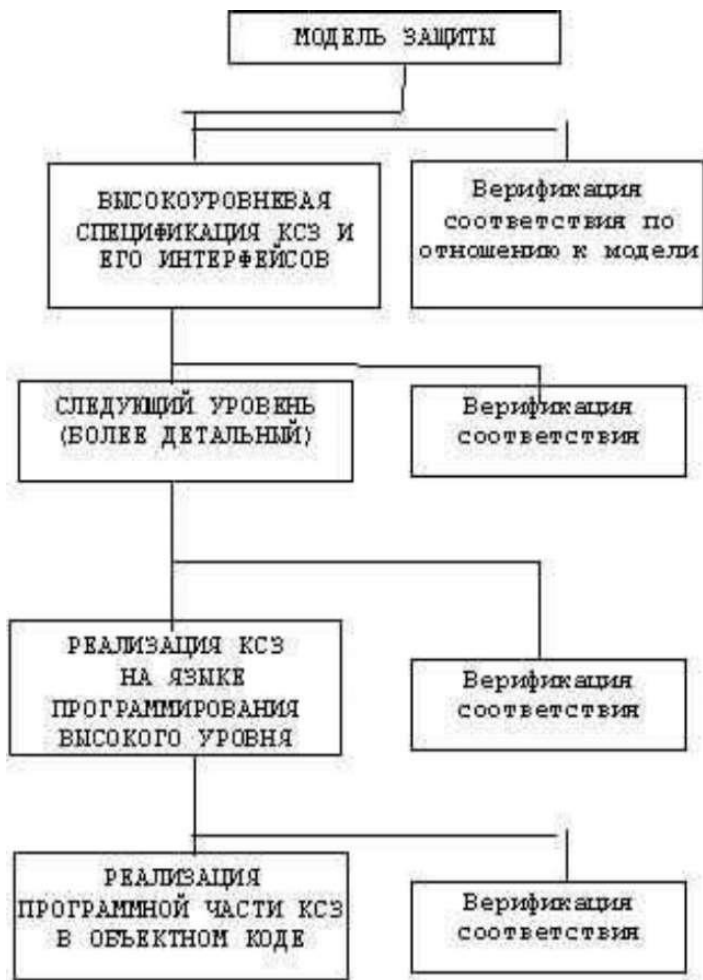 МОДЕЛЬ ЗАЩИТЫ
ВЫСОКОУРОВНЕВАЯ
СПЕЦИФИКАЦИЯ КСЗ И
ЕГО ИНТЕРФЕЙСОВ
Верификация
соответствия по
отношению к модели
СЛЕДУЮЩИЙ УРОВЕНЬ
(БОЛЕЕ ДЕТАЛЬНЫЙ)
Верификация
соответствия
РЕАЛИЗАЦИЯ КСЗ
НА ЯЗЫКЕ
ПРОГРАММИРОВАНИЯ
ВЫСОКОГО УРОВНЯ
Верификация
соответствия
РЕАЛИЗАЦИЯ
ПРОГРАММНОЙ ЧАСТИ КСЗ
В ОБЪЕКТНОМ КОДЕ
Верификация
соответствия